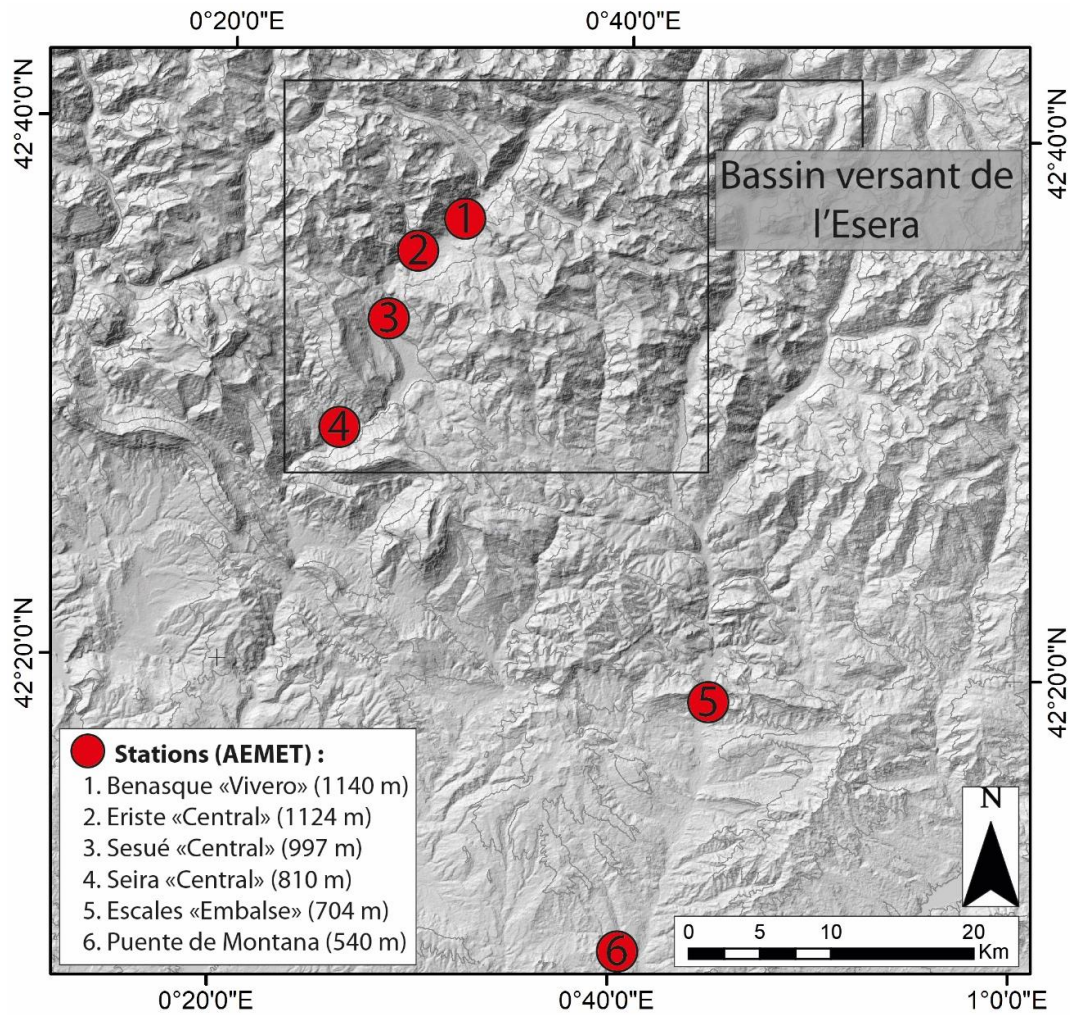 0°20'0"E
0°40'0"E
42°40'0"N
42°40'0"N
Bassin versant de
l'Esera
1
2
3
4
42°20'0"N
42°20'0"N
5
6
Stations (AEMET) :
1. Benasque «Vivero» (1140 m)
2. Eriste «Central» (1124 m)
3. Sesué «Central» (997 m)
4. Seira «Central» (810 m)
5. Escales «Embalse» (704 m)
6. Puente de Montana (540 m)
N
0 5 10 20
Km
0°20'0"E
0°40'0"E
1°0'0"E